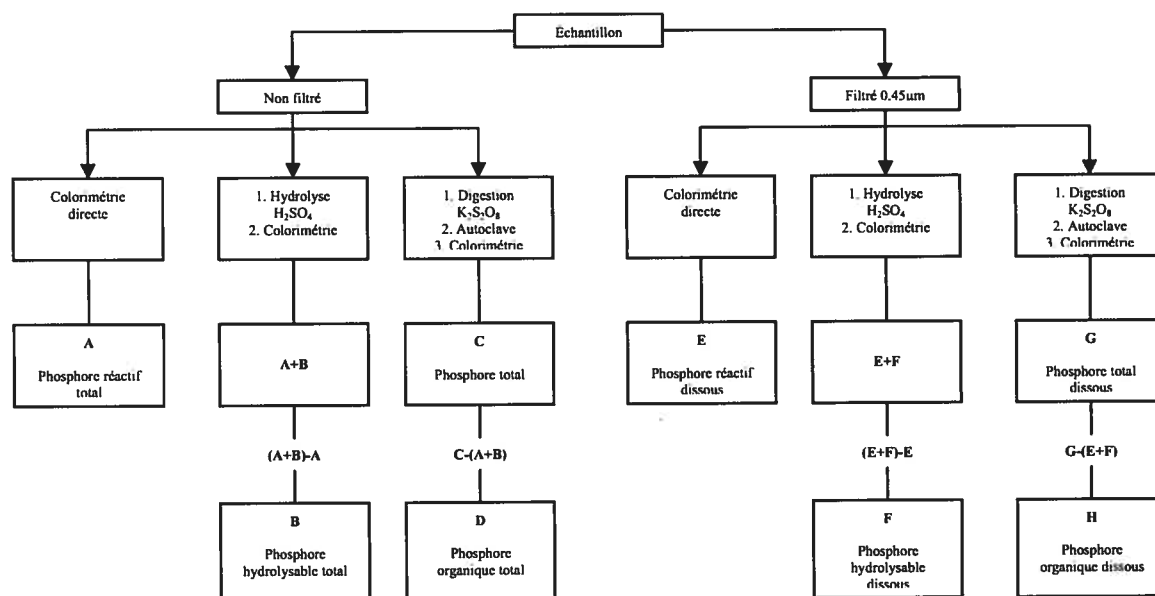 Echantillon
Non filtré
Filtré 0.45um
Colorimétrie
directe
1. Hydrolyse
H₂SO₄
2. Colorimétrie
1. Digestion
K₂S₂O₈
2. Autoclave
3. Colorimétrie
Colorimétrie
directe
1. Hydrolyse
H₂SO₄
2. Colorimétrie
1. Digestion
K₂S₂O₈
2. Autoclave
3. Colorimétrie
A
Phosphore réactif
total
A+B
C
Phosphore total
E
Phosphore réactif
dissous
E+F
G
Phosphore total
dissous
(A+B)-A
C-(A+B)
(E+F)-E
G-(E+F)
B
Phosphore
hydrolysable total
D
Phosphore
organique total
F
Phosphore
hydrolysable
dissous
H
Phosphore
organique dissous